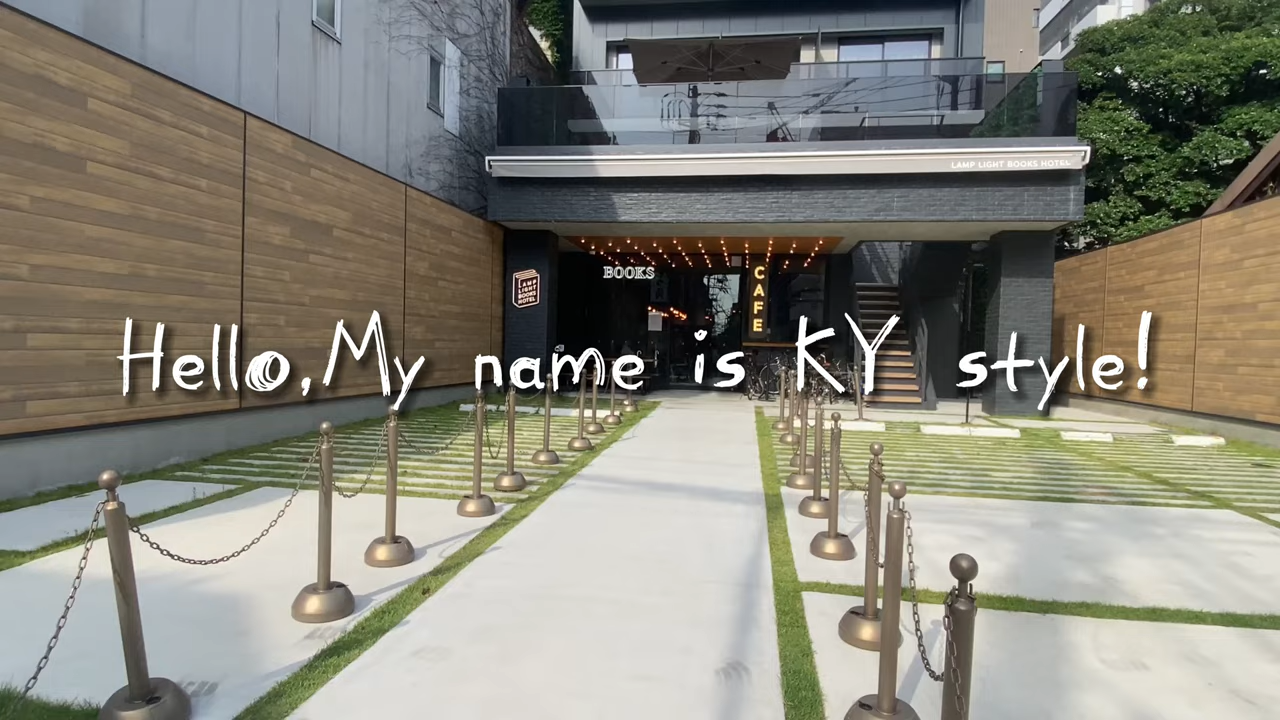 LAMP LIGHT BOOKS HOTEL
BOOKS
CAFE
LAMP
LIGHT
BOOKS
HOTEL
Hello,My name is KY style!